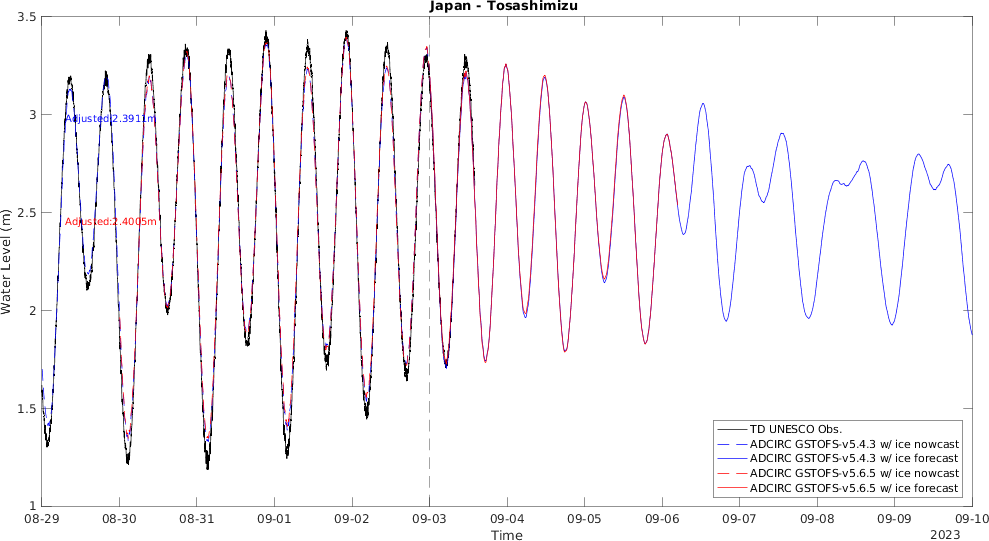 Japan - Tosashimizu
3.5
3
2.5
2
1.5
1
Water Level (m)
Adjusted:2.3911m
Adjusted:2.4005m
TD UNESCO Obs.
ADCIRC GSTOFS-v5.4.3 w/ ice nowcast
ADCIRC GSTOFS-v5.4.3 w/ ice forecast
ADCIRC GSTOFS-v5.6.5 w/ ice nowcast
ADCIRC GSTOFS-v5.6.5 w/ ice forecast
08-29 08-30 08-31 09-01 09-02 09-03 09-04 09-05 09-06 09-07 09-08 09-09 09-10
Time
2023